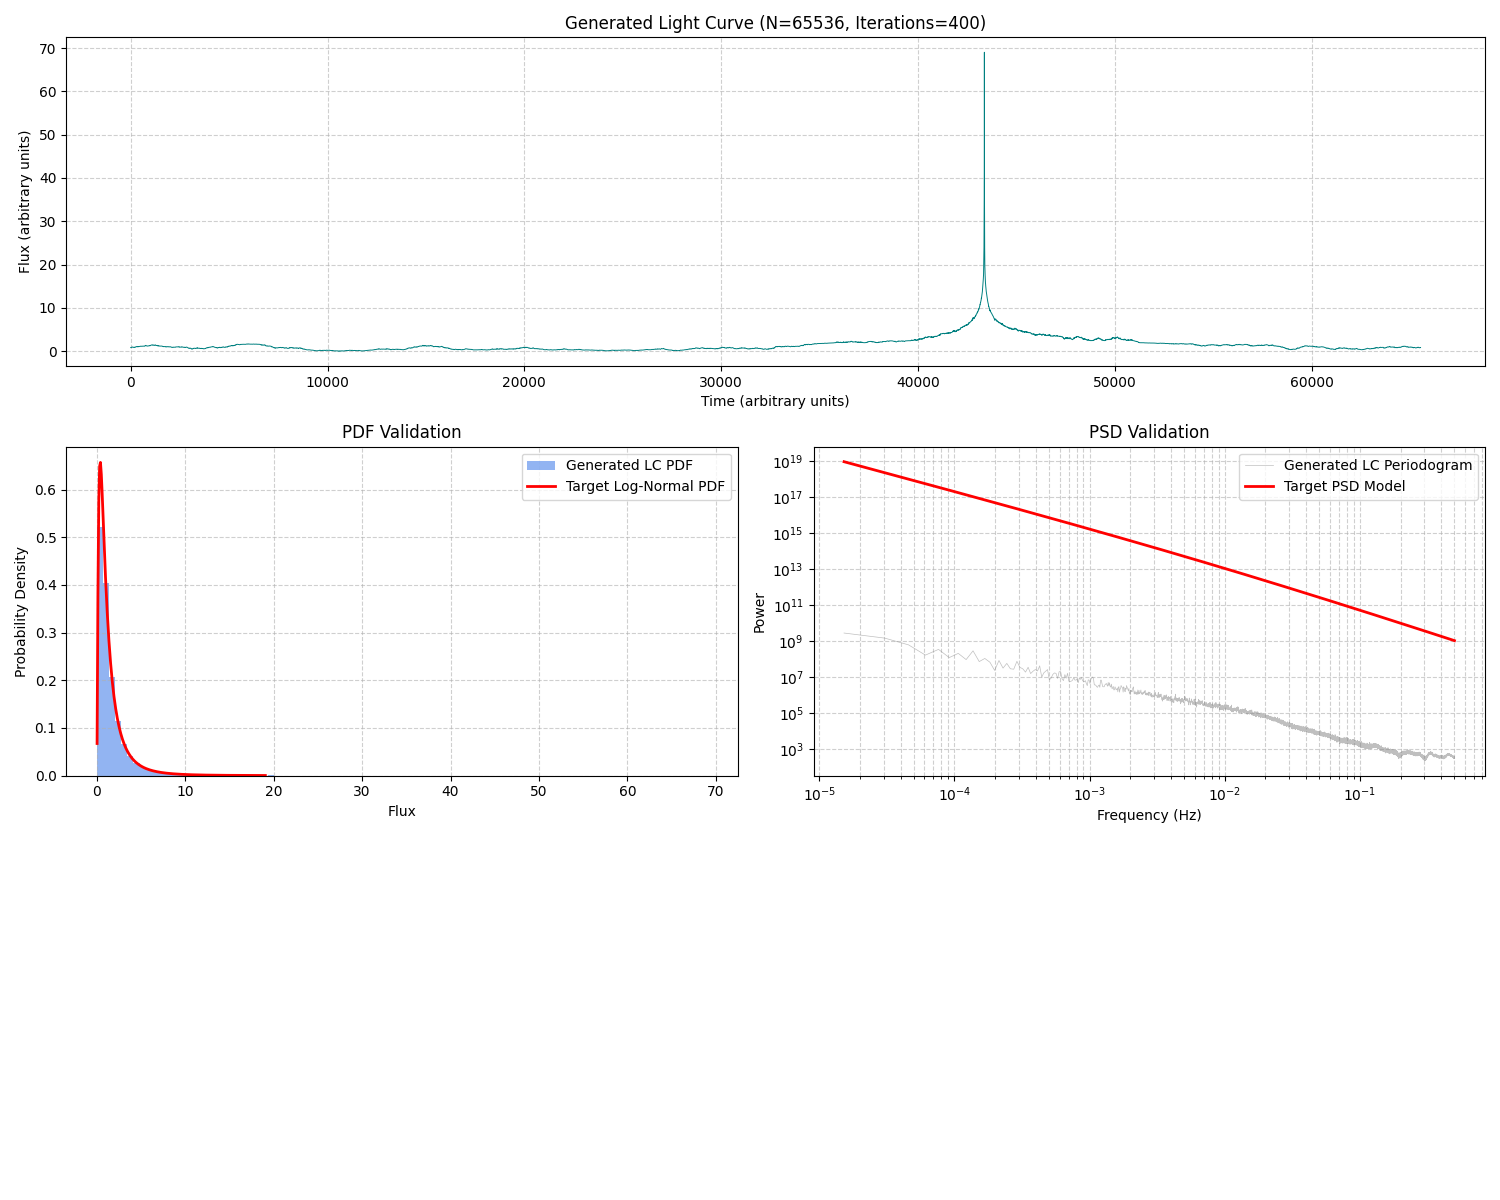 Generated Light Curve (N=65536, Iterations=400)
70
60
50
40
30
20
10
0
Flux (arbitrary units)
0 10000 20000 30000 40000 50000 60000
Time (arbitrary units)
PDF Validation
Generated LC PDF
Target Log-Normal PDF
0.6
0.5
0.4
0.3
0.2
0.1
0.0
Probability Density
0 10 20 30 40 50 60 70
Flux
PSD Validation
Generated LC Periodogram
Target PSD Model
10^19
10^17
10^15
10^13
10^11
10^9
10^7
10^5
10^3
Power
10^−5 10^−4 10^−3 10^−2 10^−1
Frequency (Hz)